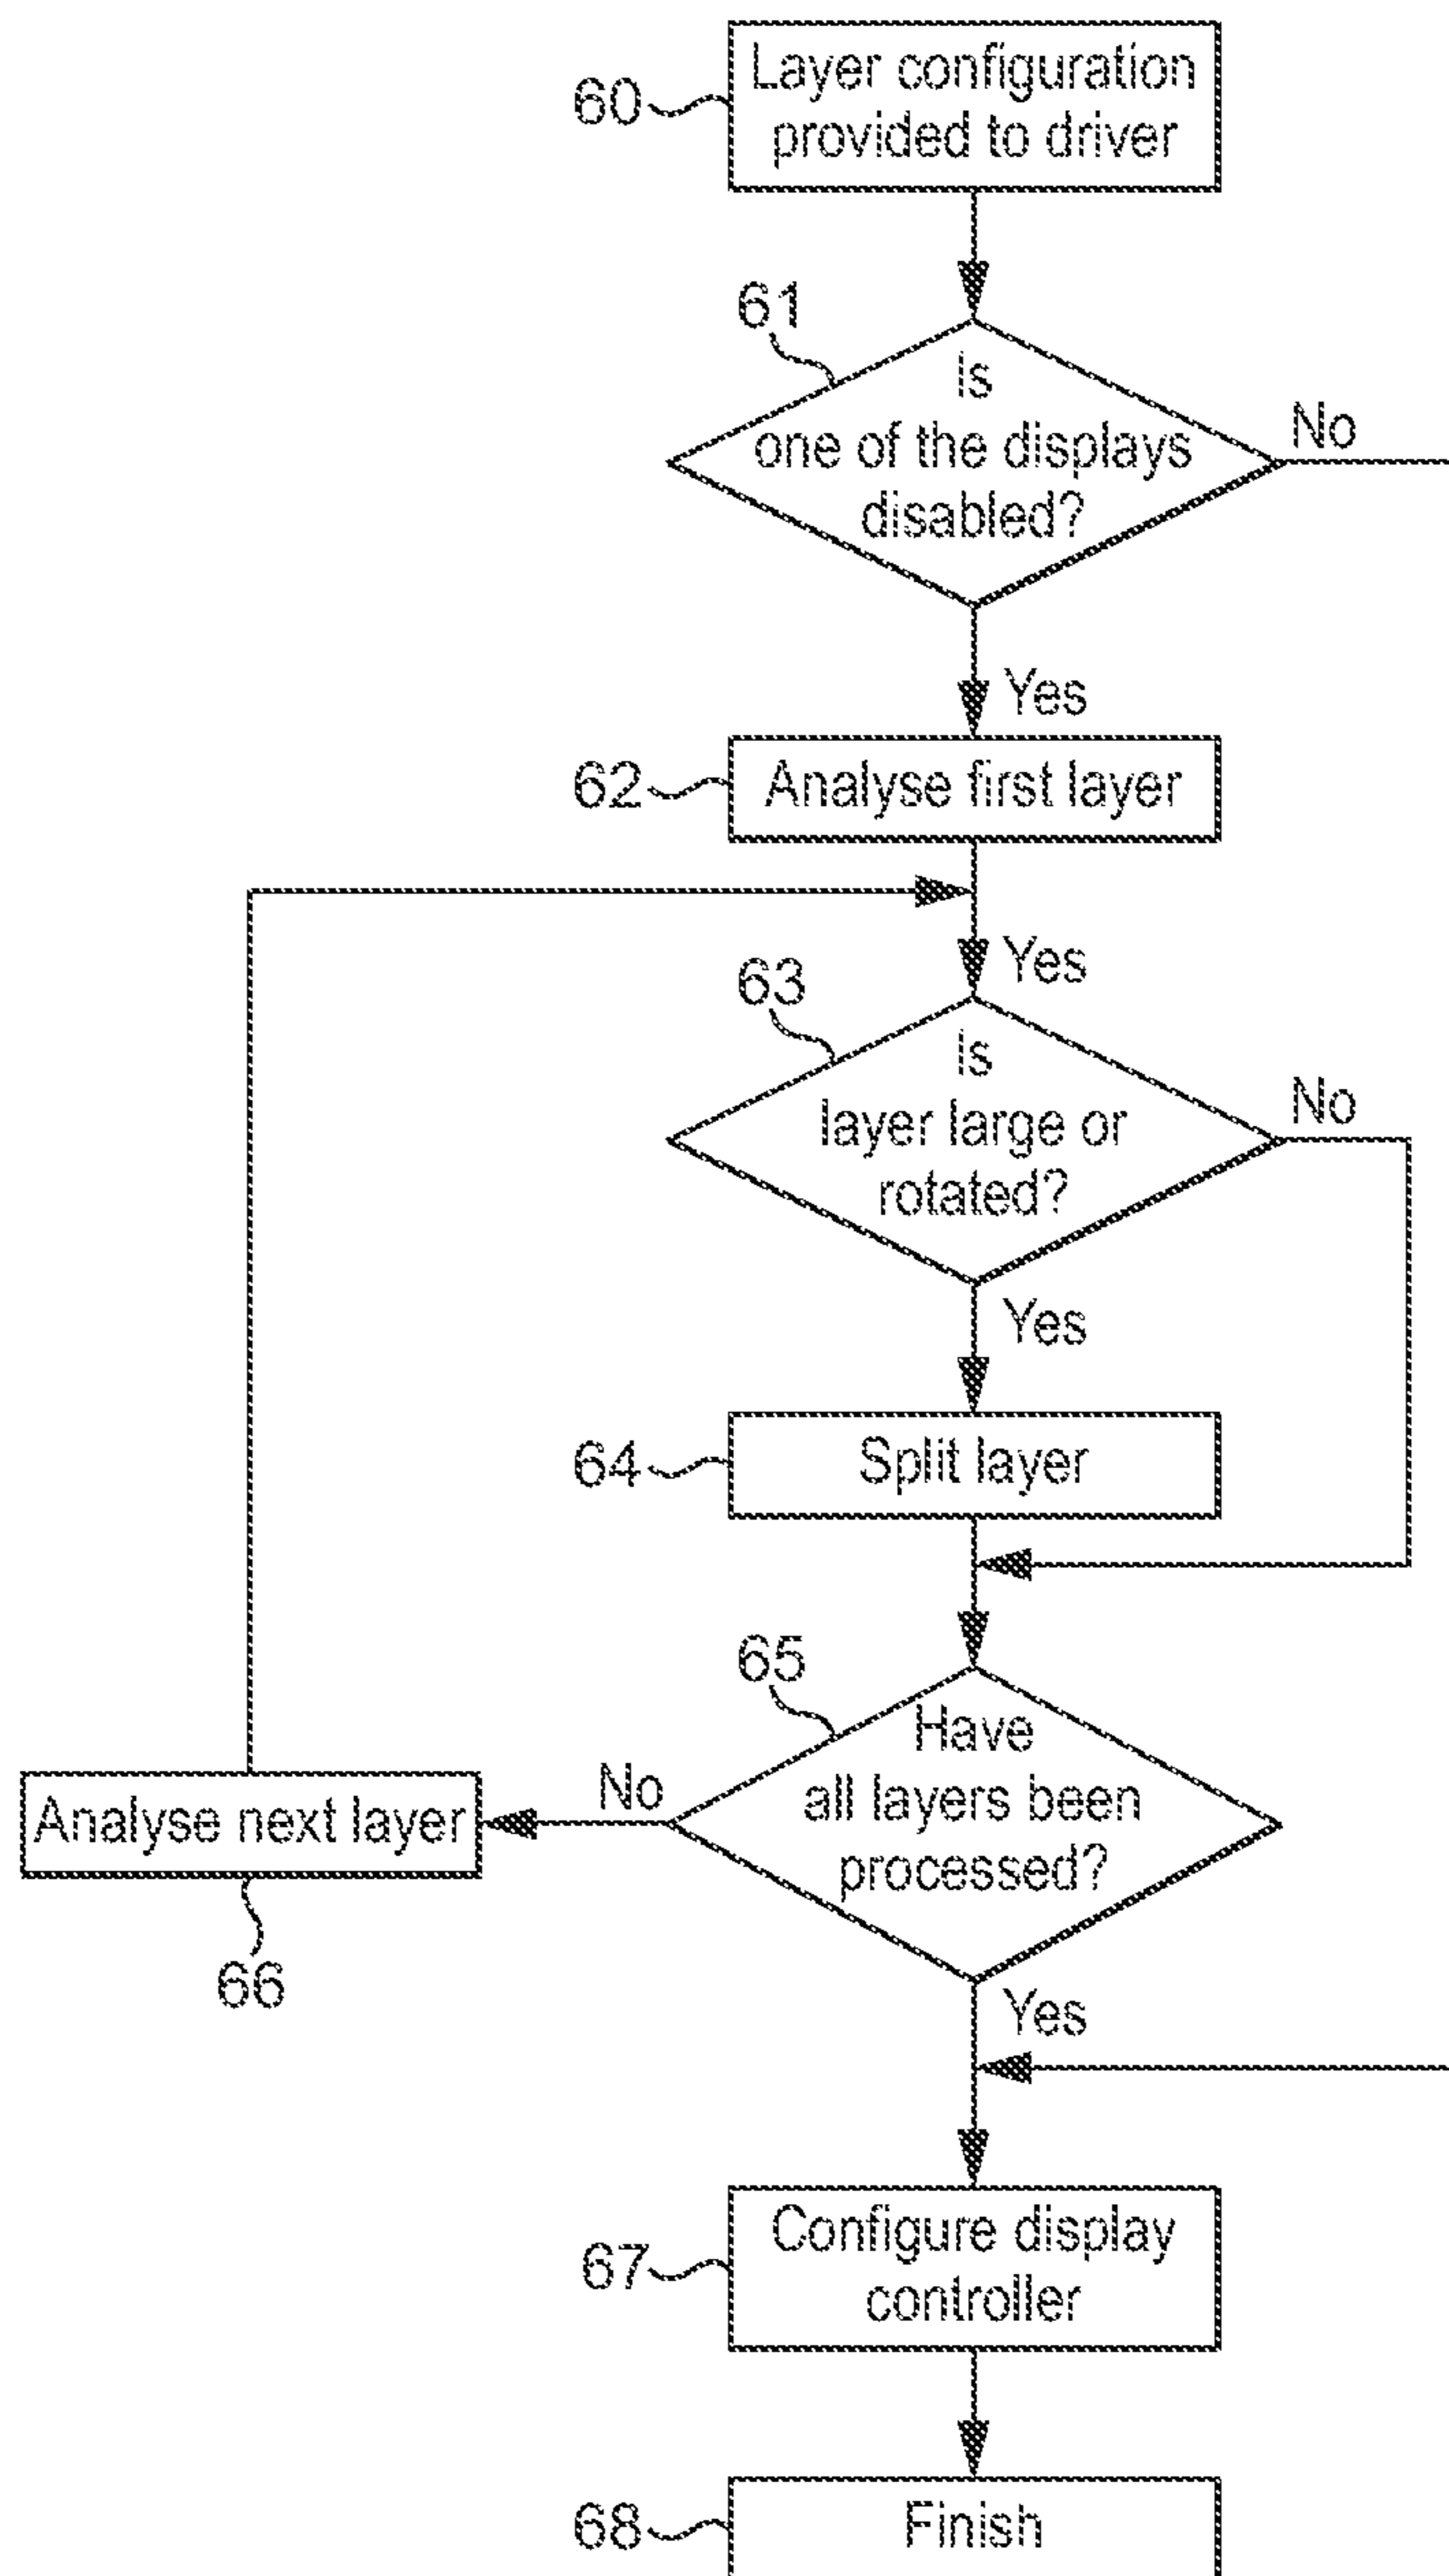 60
Layer configuration
provided to driver
61
Is
one of the displays
disabled?
No
Yes
62
Analyse first layer
Yes
63
Is
layer large or
rotated?
No
Yes
64
Split layer
65
Have
all layers been
processed?
No
Analyse next layer
66
Yes
67
Configure display
controller
68
Finish